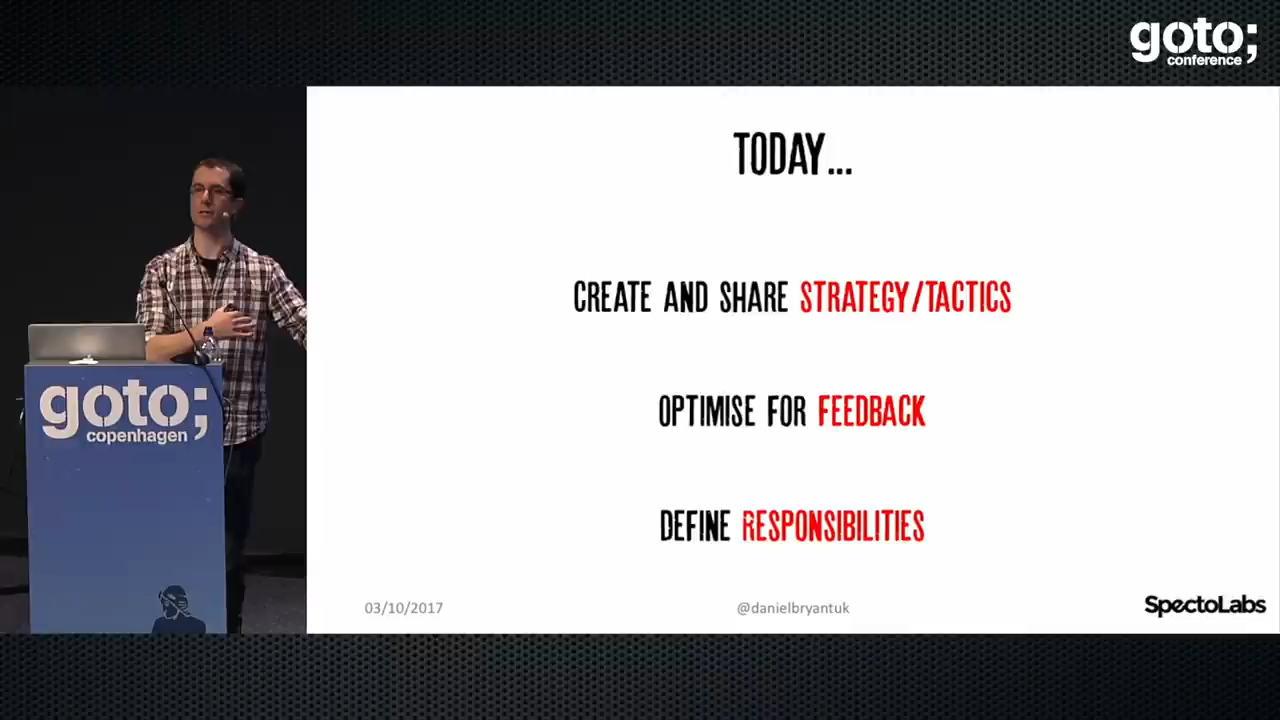 goto;
conference
TODAY...
CREATE AND SHARE STRATEGY/TACTICS
OPTIMISE FOR FEEDBACK
DEFINE RESPONSIBILITIES
03/10/2017
@danielbryantuk
SpectoLabs
goto;
copenhagen